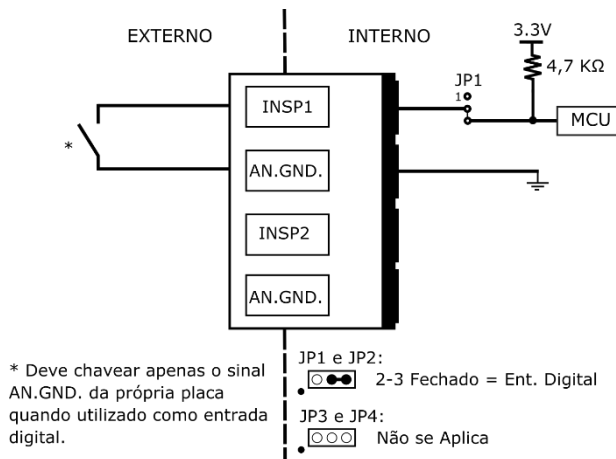 EXTERNO
INTERNO
3.3V
4,7 KΩ
JP1
1
MCU
INSP1
*
AN.GND.
INSP2
AN.GND.
* Deve chavear apenas o sinal
AN.GND. da própria placa
quando utilizado como entrada
digital.
JP1 e JP2:
2-3 Fechado = Ent. Digital
JP3 e JP4:
Não se Aplica